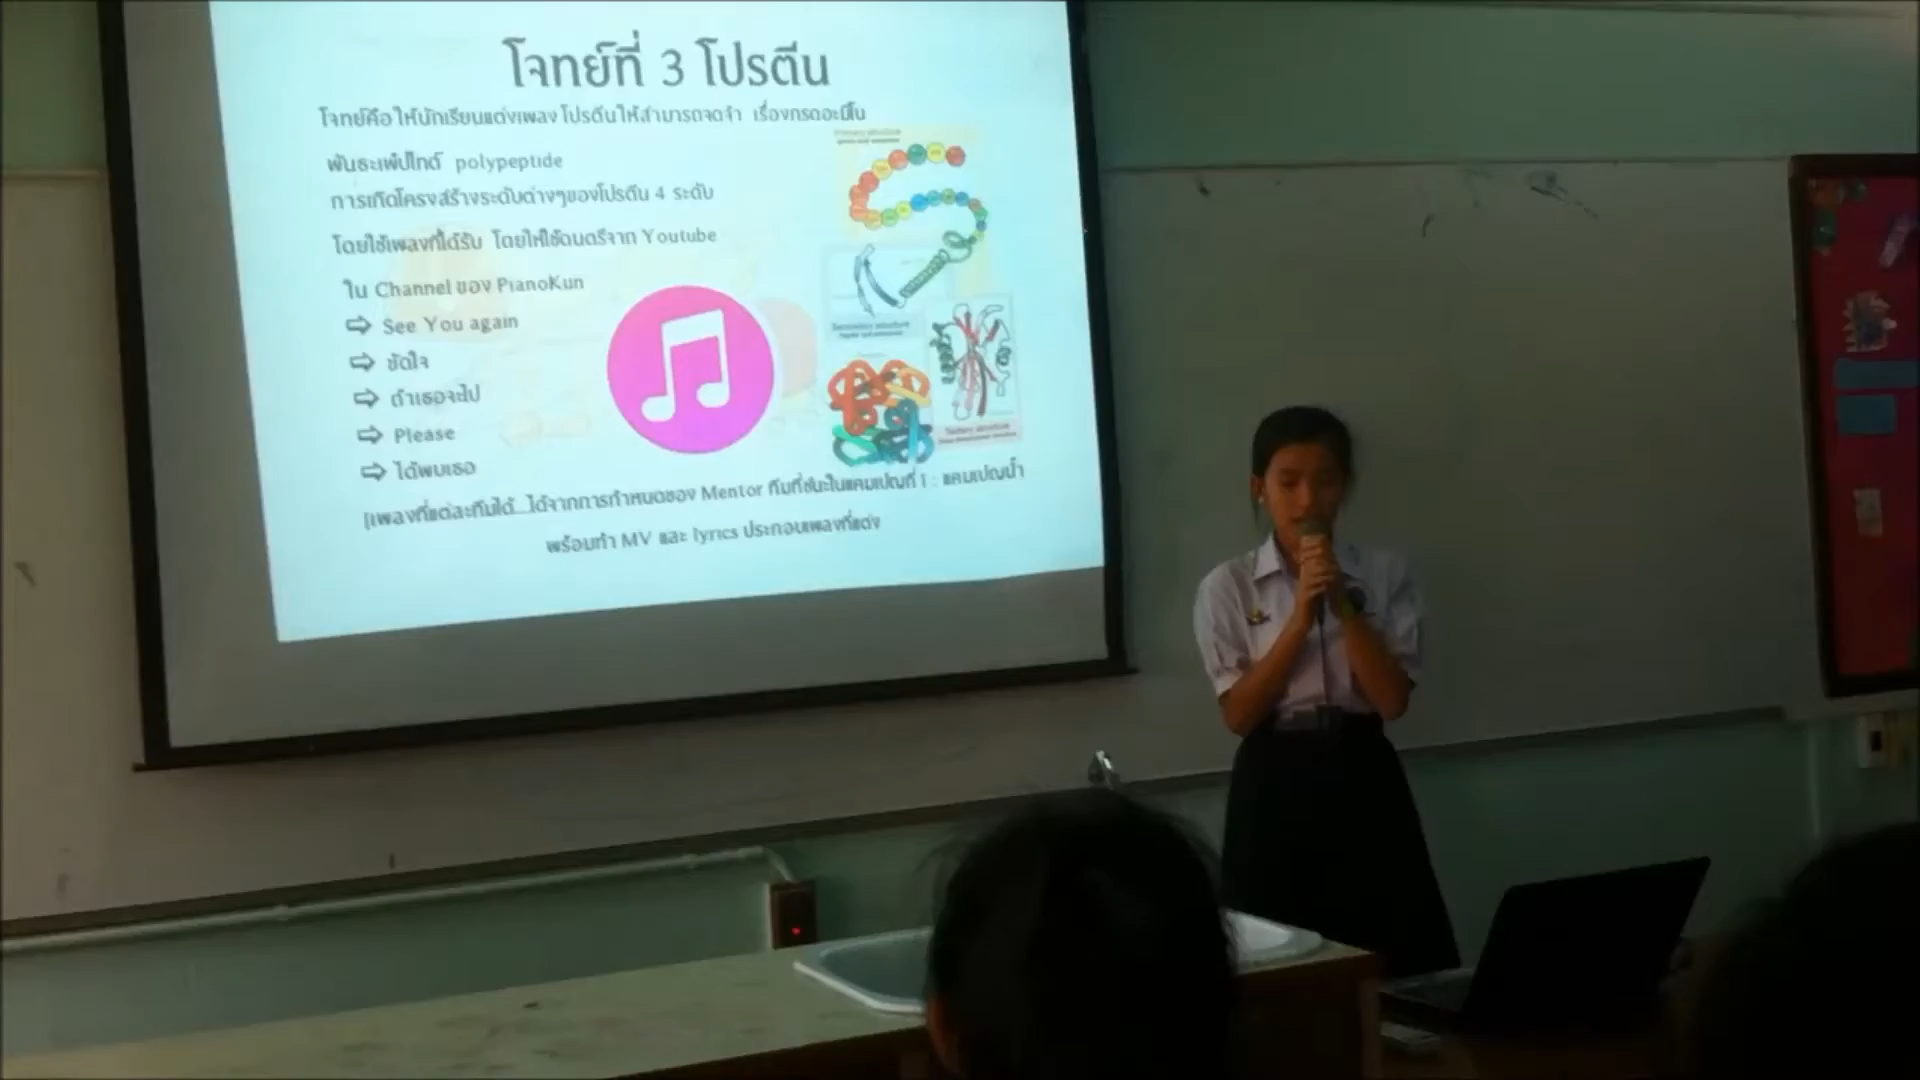 โจทย์ที่ 3 โปรตีน
โจทย์คือ ให้นักเรียนแต่งเพลง โปรตีน ให้สามารถจดจำ เรื่องกรดอะมิโน
พันธะเพ็ปไทด์ polypeptide
การเกิดโครงสร้างระดับต่างๆของโปรตีน 4 ระดับ
โดยใช้เพลงที่ได้รับ โดยให้ใช้ดนตรีจาก Youtube
ใน Channel ของ PianoKun
⇨ See You again
⇨ ขัดใจ
⇨ ถ้าเธอจะไป
⇨ Please
⇨ ได้พบเธอ
[เพลงที่แต่ละทีมได้...ได้จากการกำหนดของ Mentor ทีมที่ชนะในแคมเปญที่ 1 : แคมเปญน้ำ
พร้อมทำ MV และ lyrics ประกอบเพลงที่แต่ง
Primary structure
Secondary structure
Tertiary structure